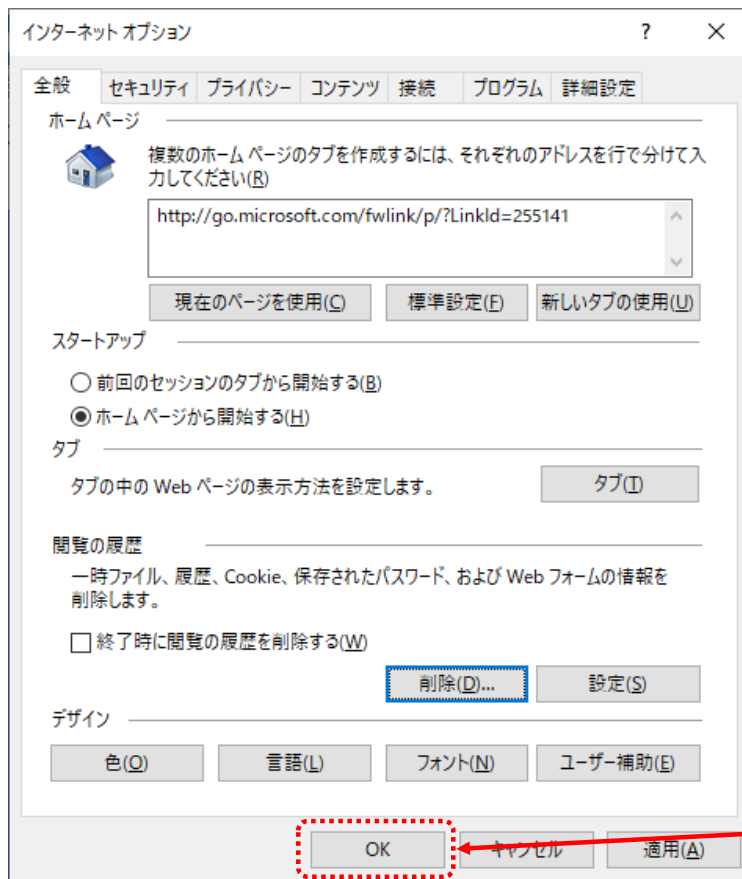 インターネット オプション
?
×
全般 セキュリティ プライバシー コンテンツ 接続 プログラム 詳細設定
ホーム ページ
複数のホーム ページのタブを作成するには、それぞれのアドレスを行で分けて入
力してください(R)
http://go.microsoft.com/fwlink/p/?LinkId=255141
現在のページを使用(C) 標準設定(F) 新しいタブの使用(U)
スタートアップ
前回のセッションのタブから開始する(B)
ホーム ページから開始する(H)
タブ
タブの中の Web ページの表示方法を設定します。 タブ(T)
閲覧の履歴
一時ファイル、履歴、Cookie、保存されたパスワード、および Web フォームの情報を
削除します。
終了時に閲覧の履歴を削除する(W)
削除(D)... 設定(S)
デザイン
色(O) 言語(L) フォント(N) ユーザー補助(E)
OK キャンセル 適用(A)